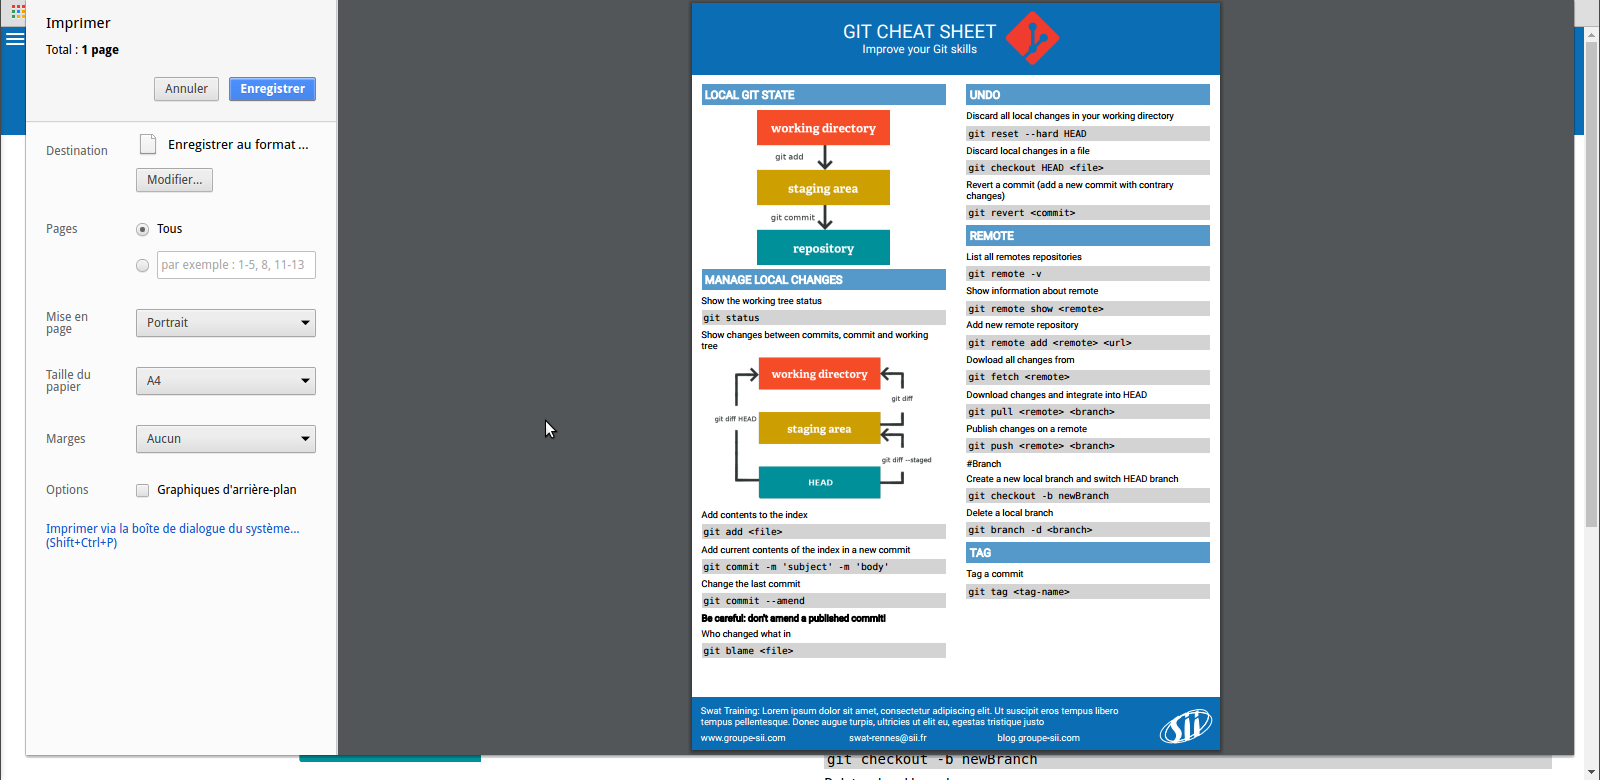 Imprimer
Total : 1 page
Annuler
Enregistrer
Destination
Enregistrer au format ...
Modifier...
Pages
Tous
par exemple : 1-5, 8, 11-13
Mise en
page
Portrait
Taille du
papier
A4
Marges
Aucun
Options
Graphiques d'arrière-plan
Imprimer via la boîte de dialogue du système...
(Shift+Ctrl+P)
GIT CHEAT SHEET
Improve your Git skills
LOCAL GIT STATE
working directory
git add
staging area
git commit
repository
MANAGE LOCAL CHANGES
Show the working tree status
git status
Show changes between commits, commit and working
tree
working directory
git diff
git diff HEAD
staging area
git diff --staged
HEAD
Add contents to the index
git add <file>
Add current contents of the index in a new commit
git commit -m 'subject' -m 'body'
Change the last commit
git commit --amend
Be careful: don't amend a published commit!
Who changed what in
git blame <file>
UNDO
Discard all local changes in your working directory
git reset --hard HEAD
Discard local changes in a file
git checkout HEAD <file>
Revert a commit (add a new commit with contrary
changes)
git revert <commit>
REMOTE
List all remotes repositories
git remote -v
Show information about remote
git remote show <remote>
Add new remote repository
git remote add <remote> <url>
Dowload all changes from
git fetch <remote>
Download changes and integrate into HEAD
git pull <remote> <branch>
Publish changes on a remote
git push <remote> <branch>
#Branch
Create a new local branch and switch HEAD branch
git checkout -b newBranch
Delete a local branch
git branch -d <branch>
TAG
Tag a commit
git tag <tag-name>
Swat Training: Lorem ipsum dolor sit amet, consectetur adipiscing elit. Ut suscipit eros tempus libero
tempus pellentesque. Donec augue turpis, ultricies ut elit eu, egestas tristique justo
www.groupe-sii.com
swat-rennes@sii.fr
blog.groupe-sii.com
sii
git checkout -b newBranch